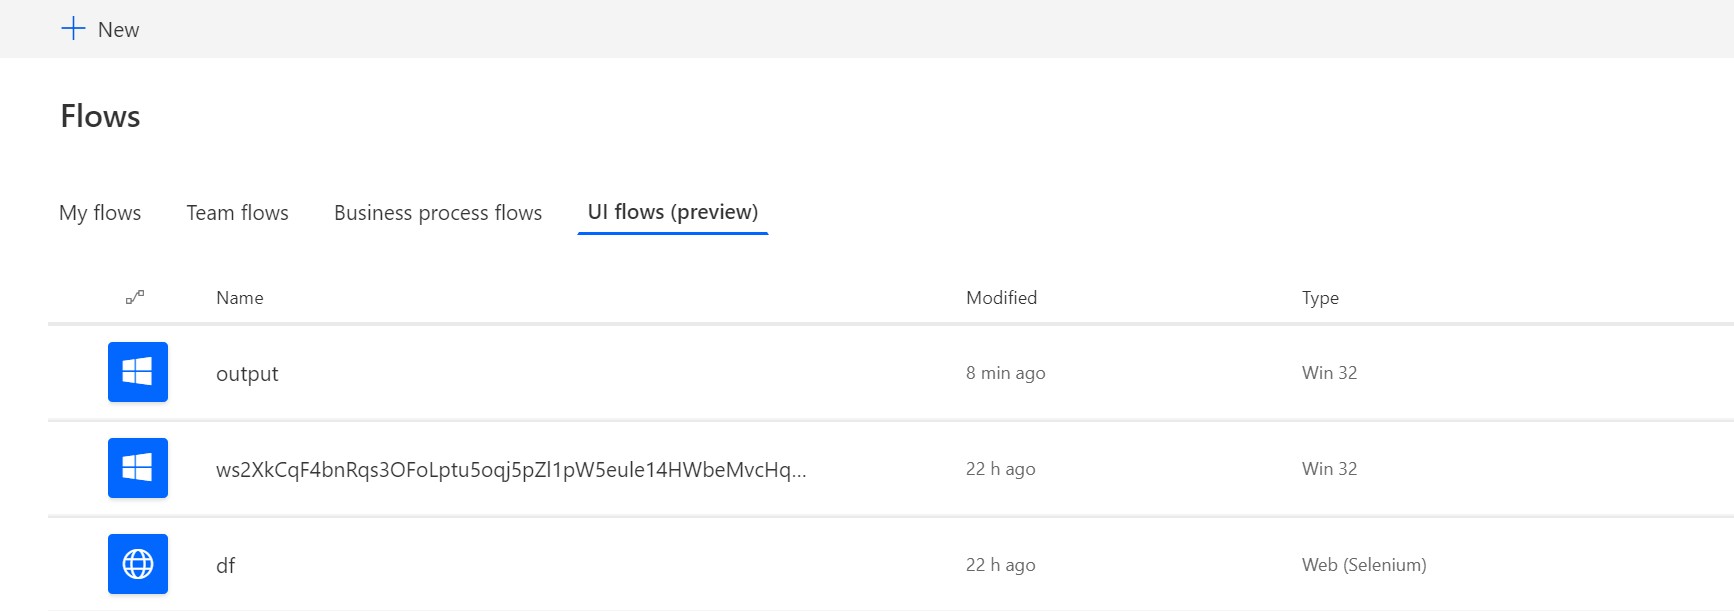 New
Flows
My flows Team flows Business process flows UI flows (preview)
Name Modified Type
output 8 min ago Win 32
ws2XkCqF4bnRqs3OFoLptu5oqj5pZl1pW5eule14HWbeMvcHq... 22 h ago Win 32
df 22 h ago Web (Selenium)